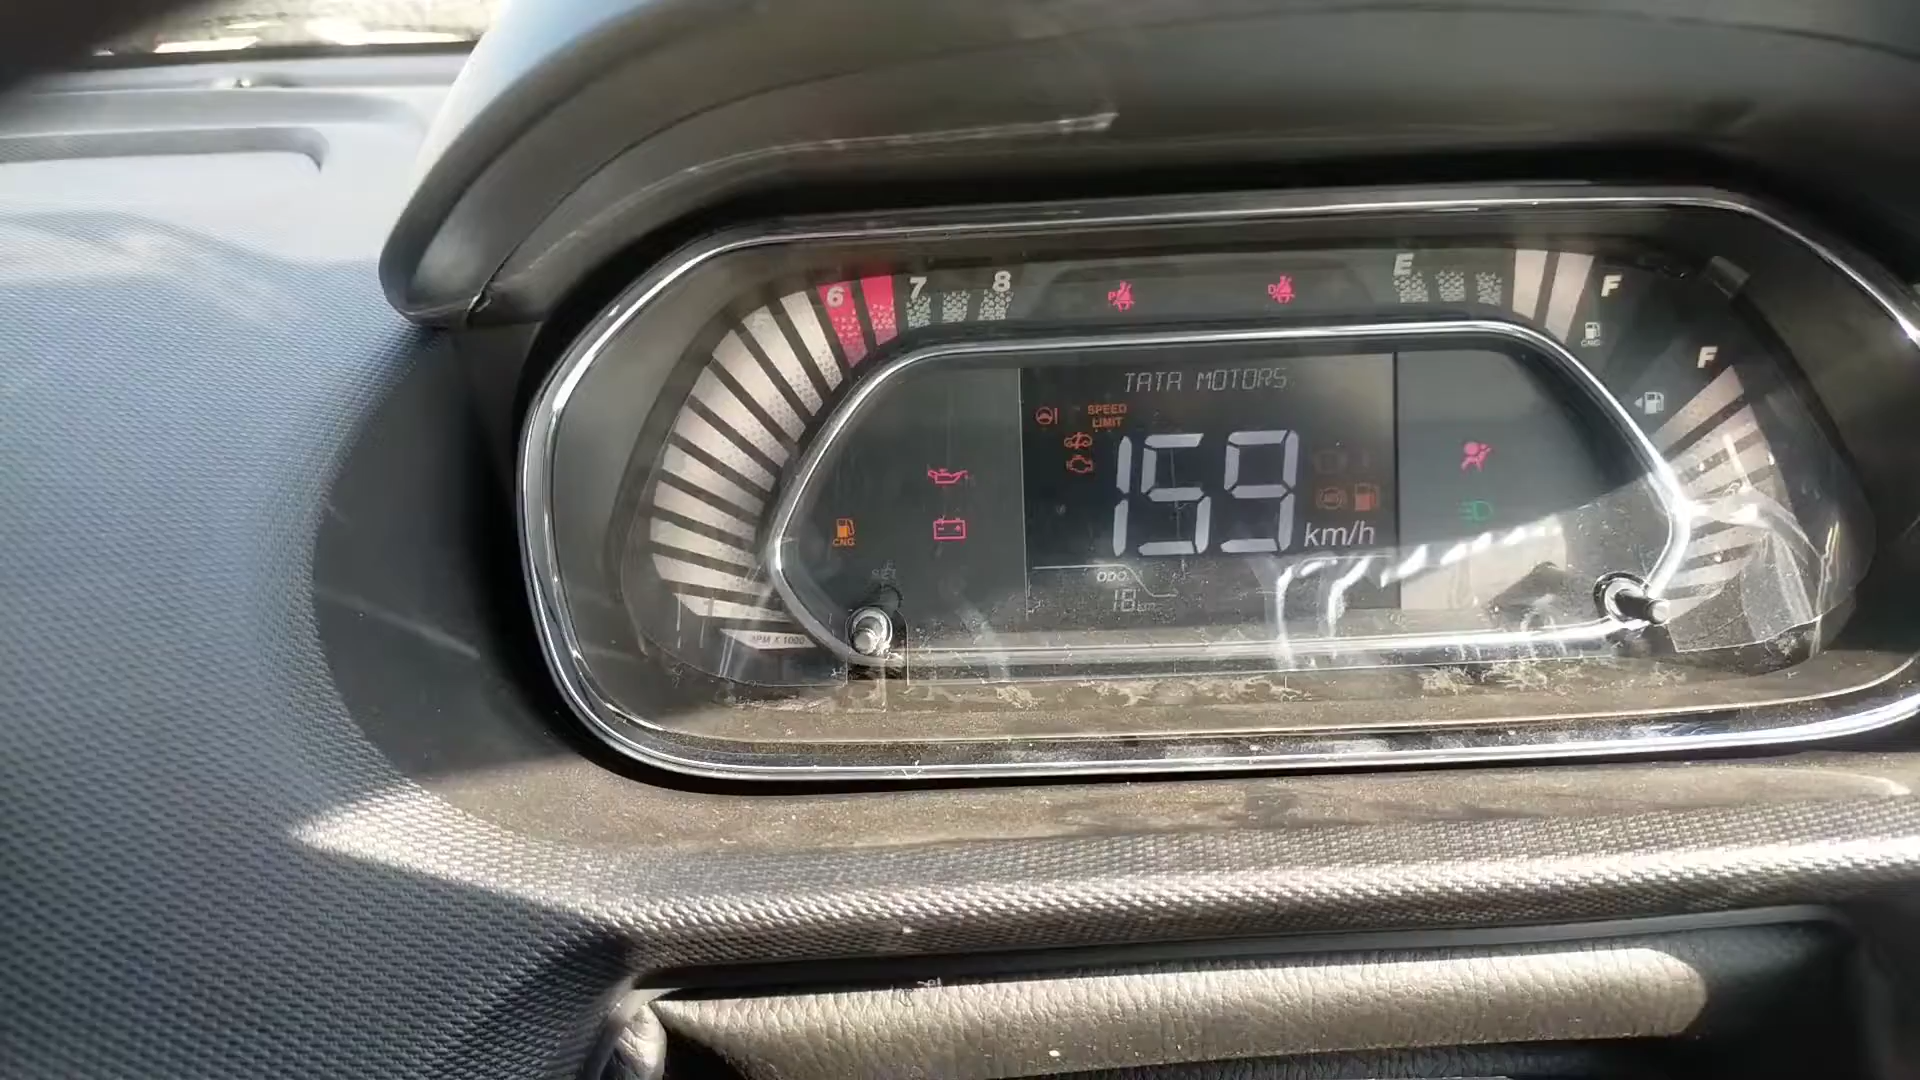 6 7 8
P
D
E F
CNG
F
TATA MOTORS
SPEED
LIMIT
159
km/h
CNG
SET
ODO
18 km
RPM X 1000